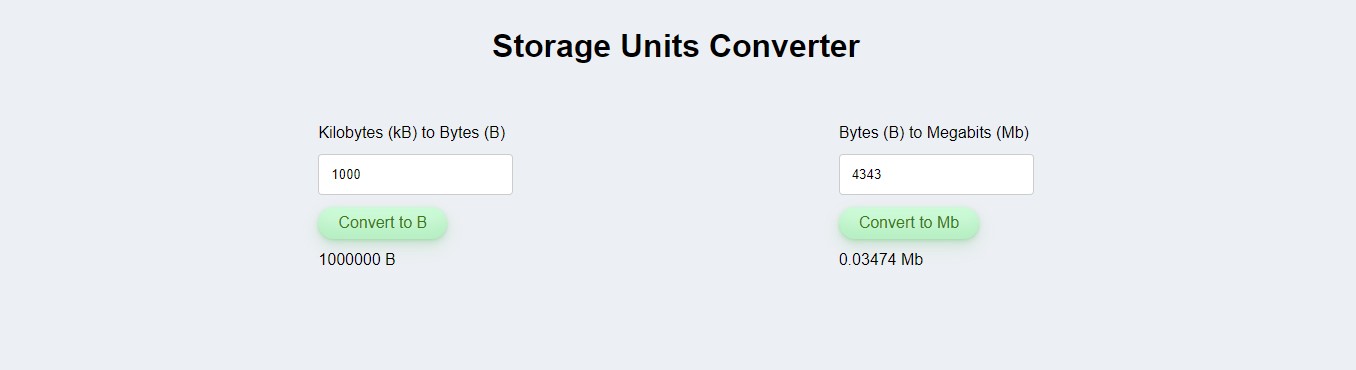 Storage Units Converter
Kilobytes (kB) to Bytes (B)
1000
Convert to B
1000000 B
Bytes (B) to Megabits (Mb)
4343
Convert to Mb
0.03474 Mb